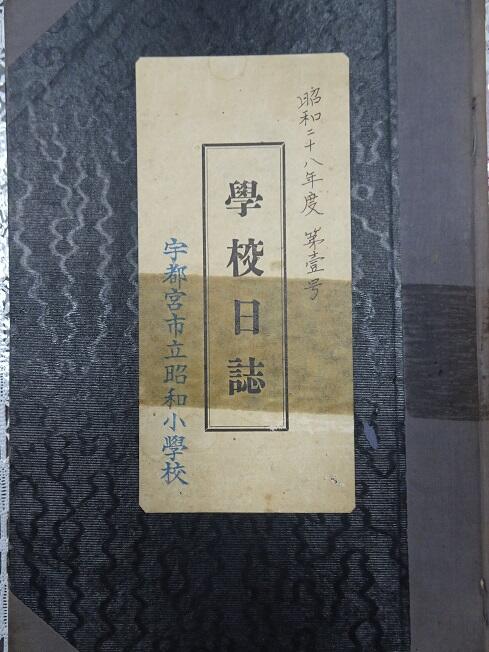 昭和二十八年度 第壹号
學校日誌
宇都宮市立昭和小學校